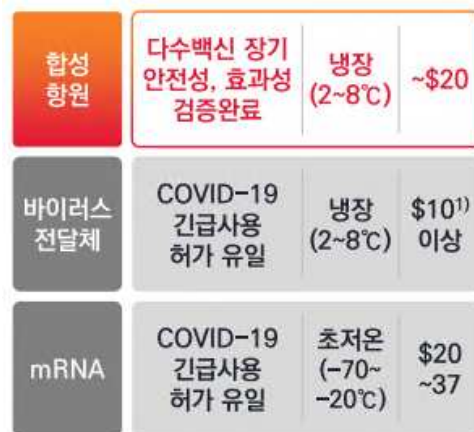 합성
항원
다수백신 장기
안전성, 효과성
검증완료
냉장
(2~8℃)
~$20
바이러스
전달체
COVID-19
긴급사용
허가 유일
냉장
(2~8℃)
$10¹⁾
이상
mRNA
COVID-19
긴급사용
허가 유일
초저온
(-70~
-20℃)
$20
~37